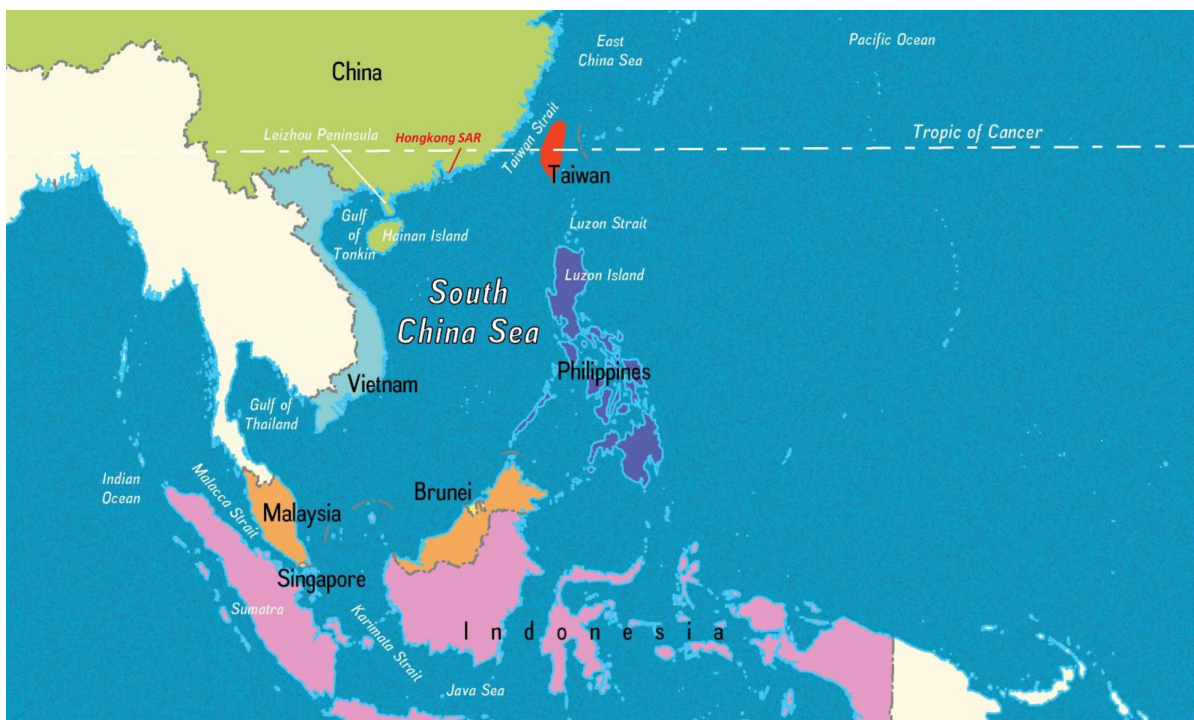 East
China Sea
Pacific Ocean
China
Leizhou Peninsula
Hongkong SAR
Taiwan Strait
Tropic of Cancer
Taiwan
Gulf
of
Tonkin
Hainan Island
Luzon Strait
Luzon Island
South
China Sea
Philippines
Vietnam
Gulf of
Thailand
Indian
Ocean
Malacca Strait
Malaysia
Brunei
Singapore
Sumatra
Karimata Strait
Indonesia
Java Sea